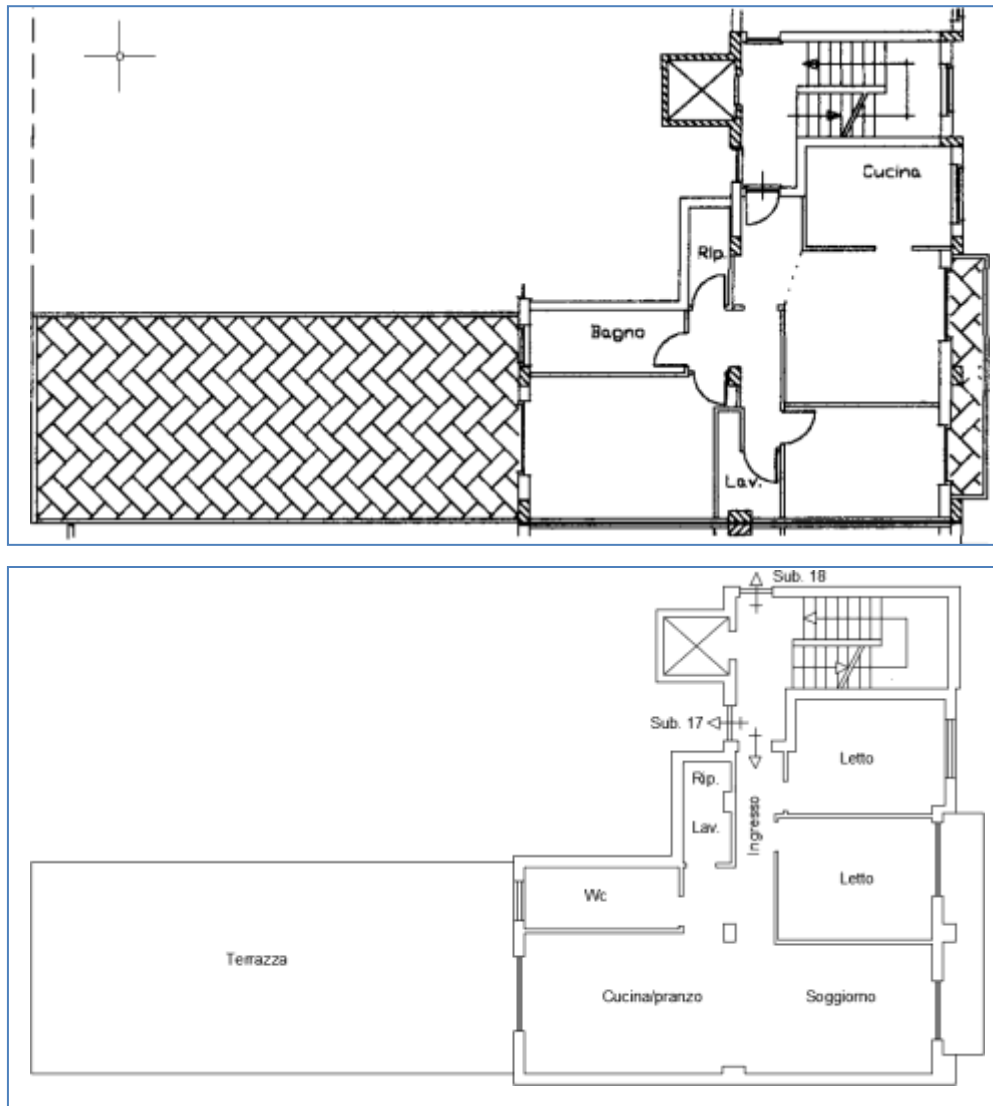 Cucina
Rip.
Bagno
Lav.
Sub. 18
Sub. 17
Letto
Rip.
Ingresso
Lav.
Letto
Wc
Terrazza
Cucina/pranzo
Soggiorno